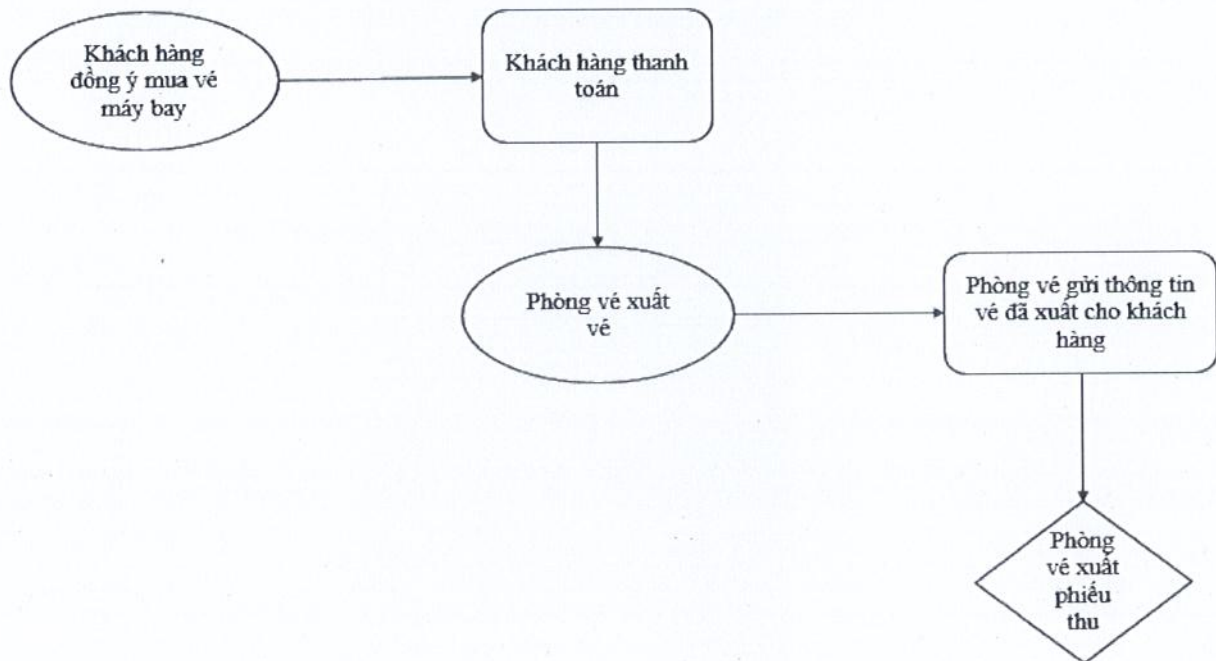 Khách hàng
đồng ý mua vé
máy bay
Khách hàng thanh
toán
Phòng vé xuất
vé
Phòng vé gửi thông tin
vé đã xuất cho khách
hàng
Phòng
vé xuất
phiếu
thu